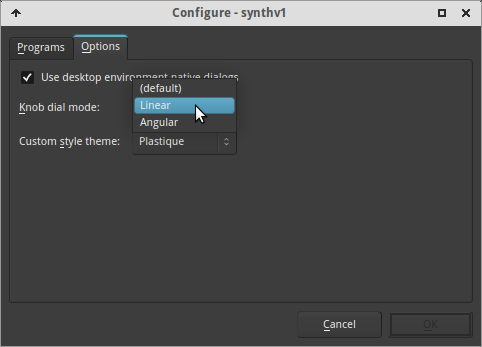 Configure - synthv1
Programs
Options
Use desktop environment native dialogs
(default)
Knob dial mode:
Linear
Angular
Custom style theme:
Plastique
Cancel
OK